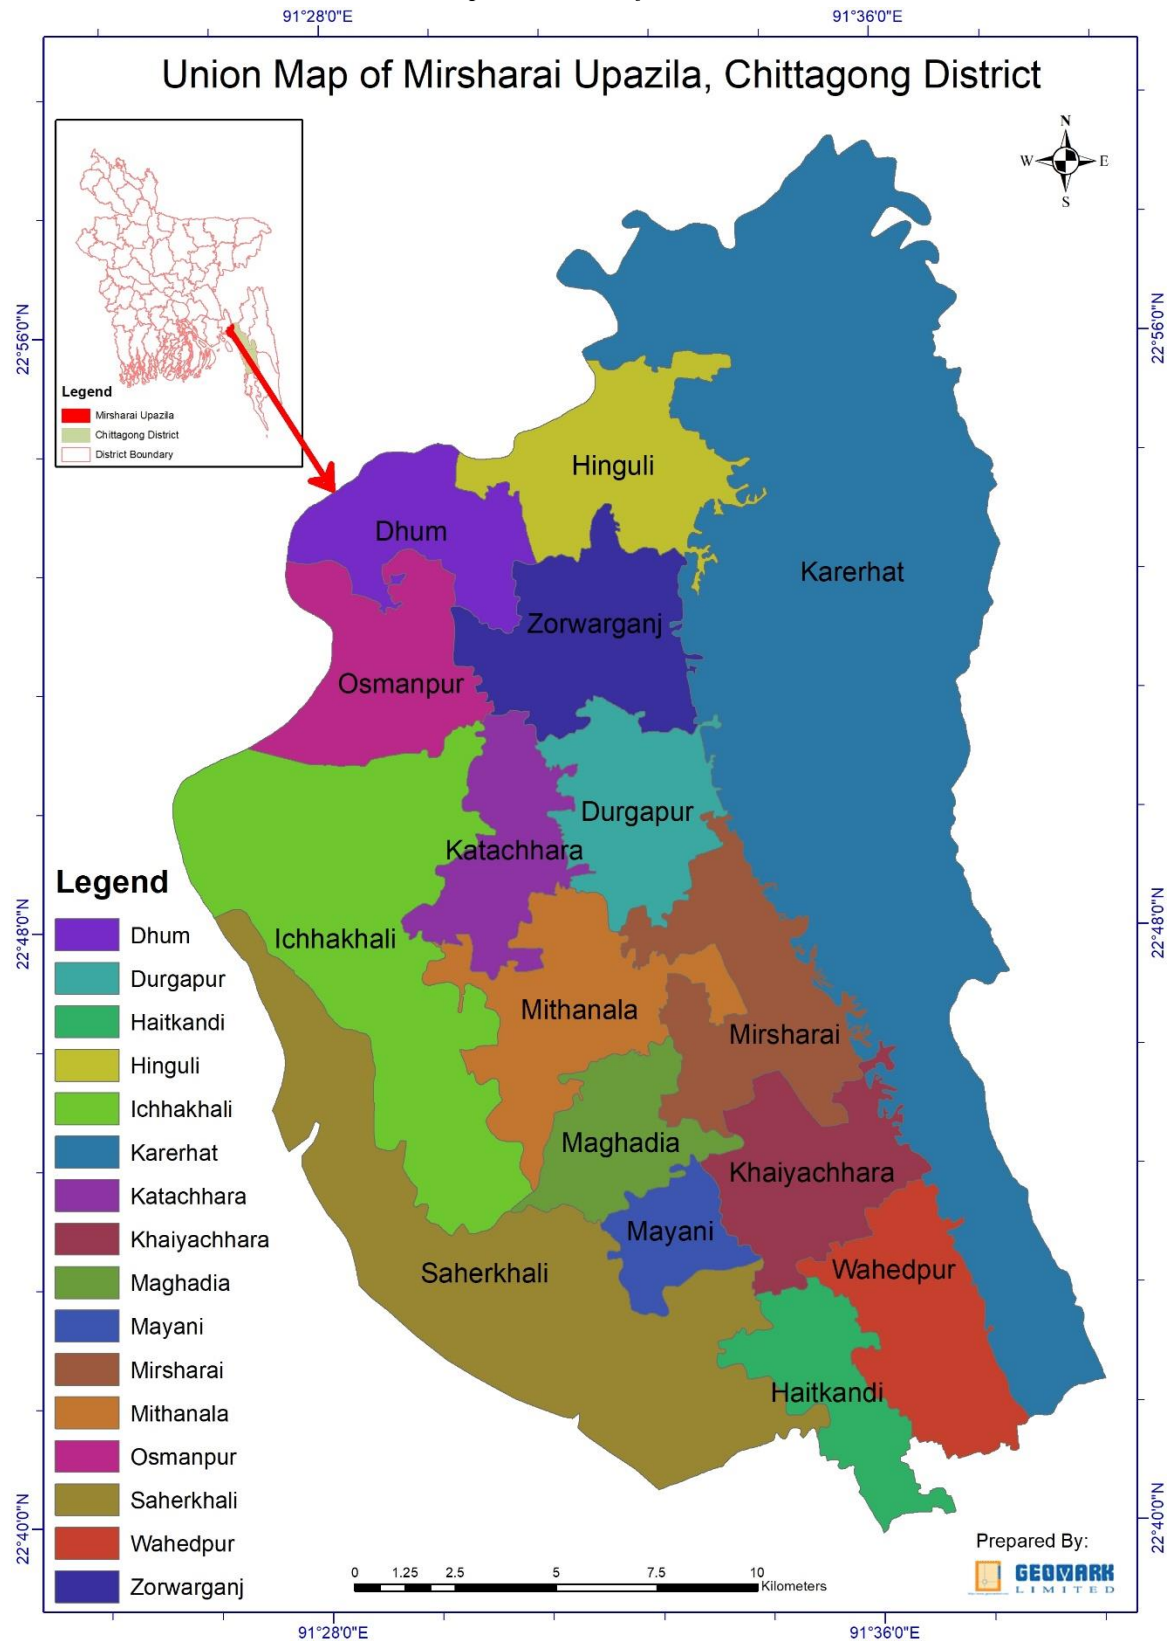 91°28'0"E
91°36'0"E
Union Map of Mirsharai Upazila, Chittagong District
N
W
E
S
22°56'0"N
22°56'0"N
Legend
Mirsharai Upazila
Chittagong District
District Boundary
Hinguli
Dhum
Karerhat
Zorwarganj
Osmanpur
Durgapur
Katachhara
Ichhakhali
22°48'0"N
22°48'0"N
Mithanala
Mirsharai
Maghadia
Khaiyachhara
Mayani
Saherkhali
Wahedpur
Haitkandi
Legend
Dhum
Durgapur
Haitkandi
Hinguli
Ichhakhali
Karerhat
Katachhara
Khaiyachhara
Maghadia
Mayani
Mirsharai
Mithanala
Osmanpur
Saherkhali
Wahedpur
Zorwarganj
22°40'0"N
22°40'0"N
0 1.25 2.5 5 7.5 10
Kilometers
Prepared By:
GEOMARK
LIMITED
91°28'0"E
91°36'0"E